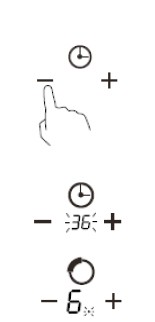 - +
- 36 +
- 6 +